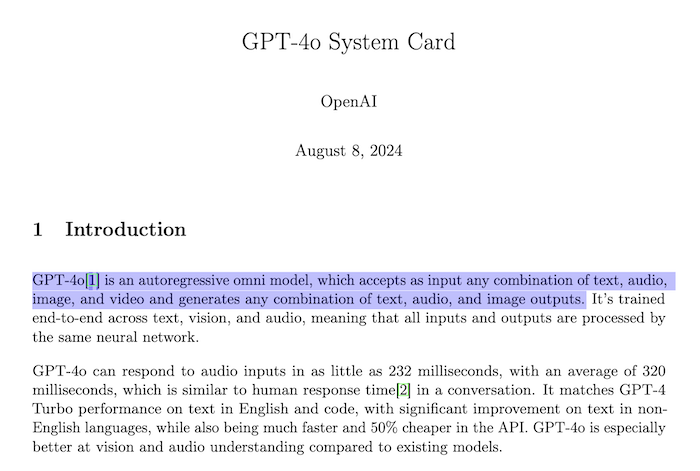 GPT-4o System Card
OpenAI
August 8, 2024
1 Introduction
GPT-4o[1] is an autoregressive omni model, which accepts as input any combination of text, audio,
image, and video and generates any combination of text, audio, and image outputs. It’s trained
end-to-end across text, vision, and audio, meaning that all inputs and outputs are processed by
the same neural network.
GPT-4o can respond to audio inputs in as little as 232 milliseconds, with an average of 320
milliseconds, which is similar to human response time[2] in a conversation. It matches GPT-4
Turbo performance on text in English and code, with significant improvement on text in non-
English languages, while also being much faster and 50% cheaper in the API. GPT-4o is especially
better at vision and audio understanding compared to existing models.